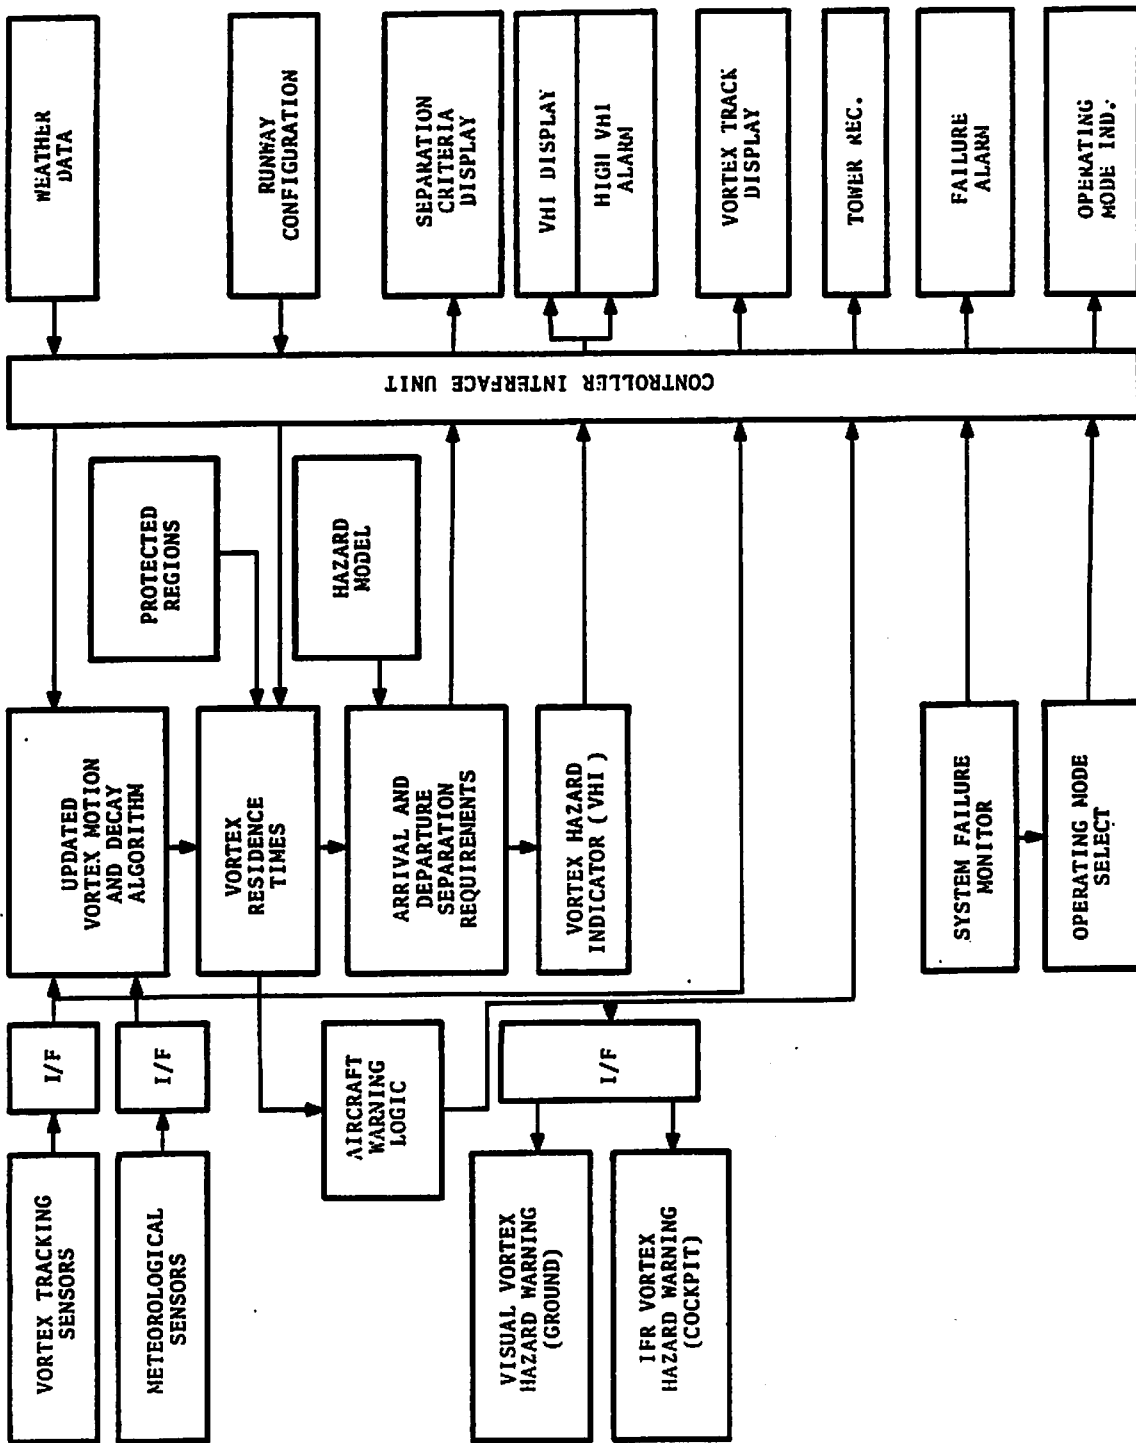 VORTEX TRACKING
SENSORS
METEOROLOGICAL
SENSORS
I/F
I/F
UPDATED
VORTEX MOTION
AND DECAY
ALGORITHM
VORTEX
RESIDENCE
TIMES
ARRIVAL AND
DEPARTURE
SEPARATION
REQUIREMENTS
VORTEX HAZARD
INDICATOR (VHI)
PROTECTED
REGIONS
HAZARD
MODEL
AIRCRAFT
WARNING
LOGIC
I/F
VISUAL VORTEX
HAZARD WARNING
(GROUND)
IFR VORTEX
HAZARD WARNING
(COCKPIT)
SYSTEM FAILURE
MONITOR
OPERATING MODE
SELECT
CONTROLLER INTERFACE UNIT
WEATHER
DATA
RUNWAY
CONFIGURATION
SEPARATION
CRITERIA
DISPLAY
VHI DISPLAY
HIGH VHI
ALARM
VORTEX TRACK
DISPLAY
TOWER REC.
FAILURE
ALARM
OPERATING
MODE IND.